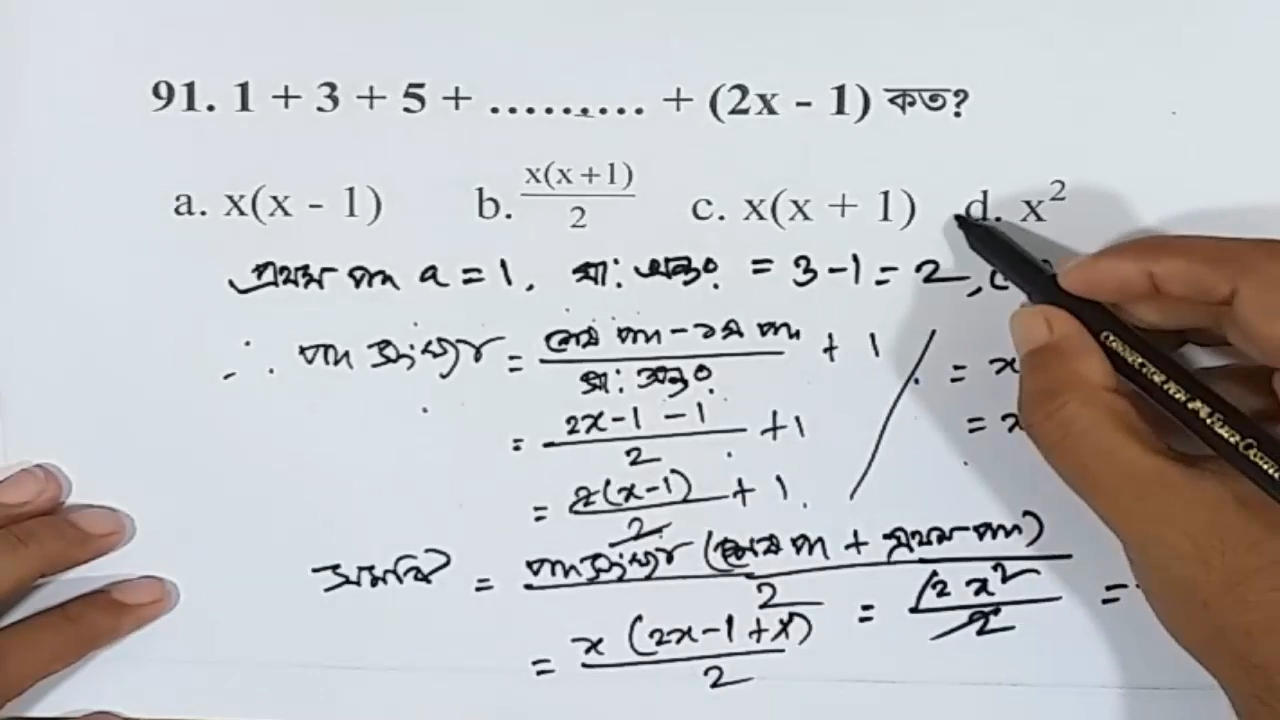 91. 1 + 3 + 5 + ......... + (2x - 1) কত?
a. x(x - 1) b. x(x+1)/2 c. x(x + 1) d. x²
প্রথম পদ a = 1, সা: অন্তর = 3 - 1 = 2,
∴ পদ সংখ্যা = (শেষ পদ - ১ম পদ)/(সা: অন্তর) + 1 = x
= (2x - 1 - 1)/2 + 1 = x
= 2(x-1)/2 + 1
সমষ্টি = পদ সংখ্যা (শেষ পদ + প্রথম পদ)/2
= x (2x - 1 + 1)/2 = 2x²/2 =